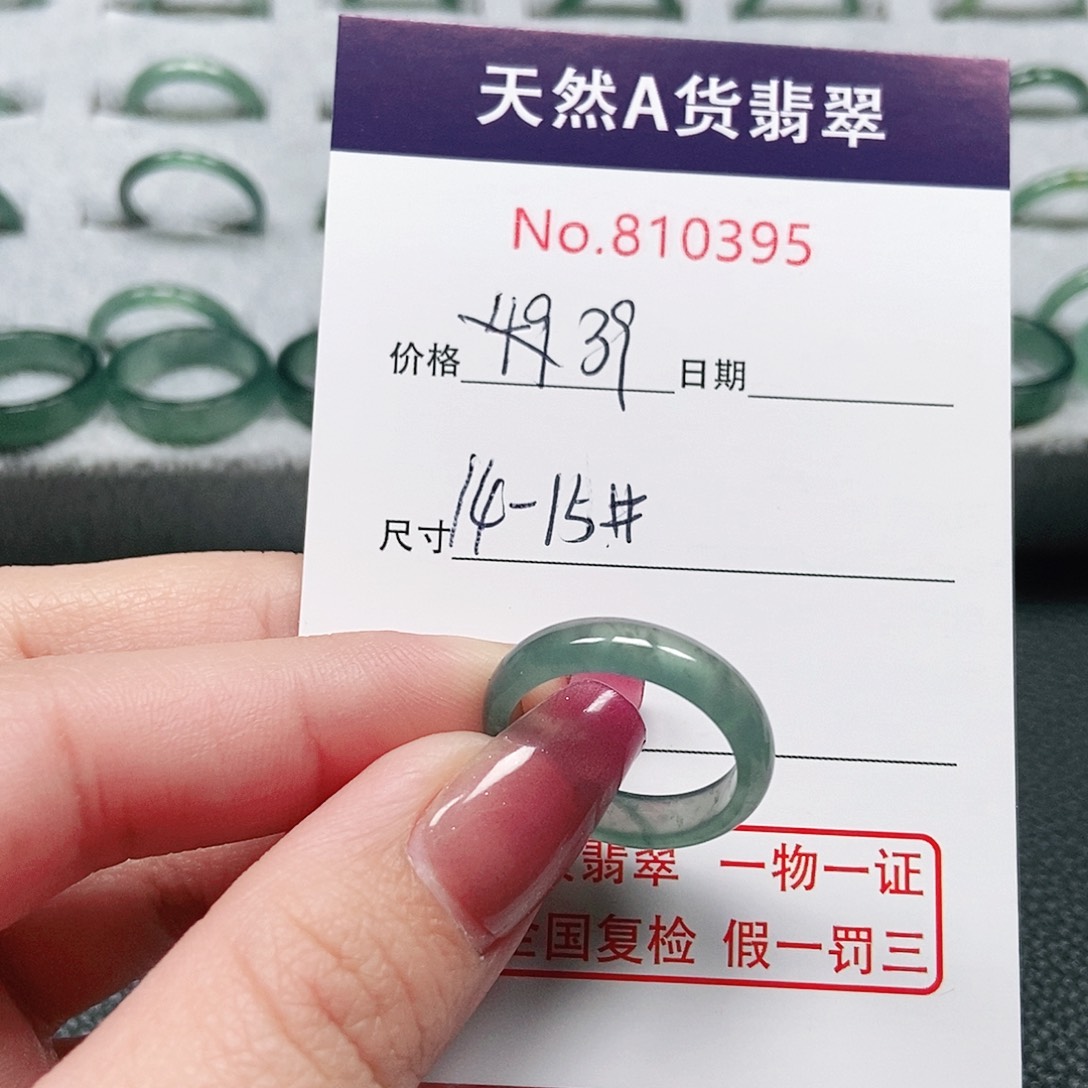 天然A货翡翠
No.810395
价格 49 39 日期
尺寸 14-15#
翡翠 一物一证
全国复检 假一罚三